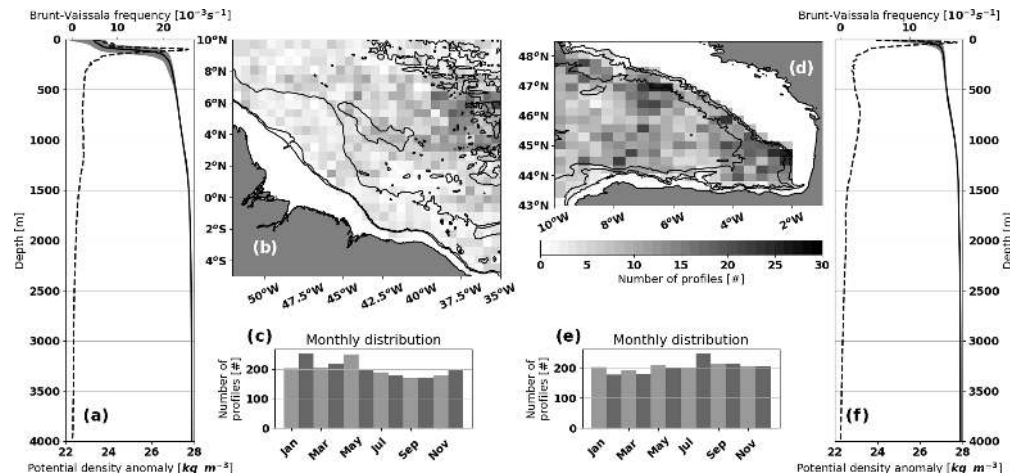 Brunt-Vaissala frequency [10⁻³s⁻¹]
0 10 20
0
500
1000
1500
2000
2500
3000
3500
4000
Depth [m]
(a)
22 24 26 28
Potential density anomaly [kg m⁻³]
10°N
8°N
6°N
4°N
2°N
0°N
2°S
4°S
(b)
50°W 47.5°W 45°W 42.5°W 40°W 37.5°W 35°W
(c)
Monthly distribution
Number of
profiles [#]
200
100
0
Jan Mar May Jul Sep Nov
48°N
47°N
46°N
45°N
44°N
43°N
(d)
10°W 8°W 6°W 4°W 2°W
0 5 10 15 20 25 30
Number of profiles [#]
(e)
Monthly distribution
Number of
profiles [#]
200
100
0
Jan Mar May Jul Sep Nov
Brunt-Vaissala frequency [10⁻³s⁻¹]
0 10
0
500
1000
1500
2000
2500
3000
3500
4000
Depth [m]
(f)
22 24 26 28
Potential density anomaly [kg m⁻³]